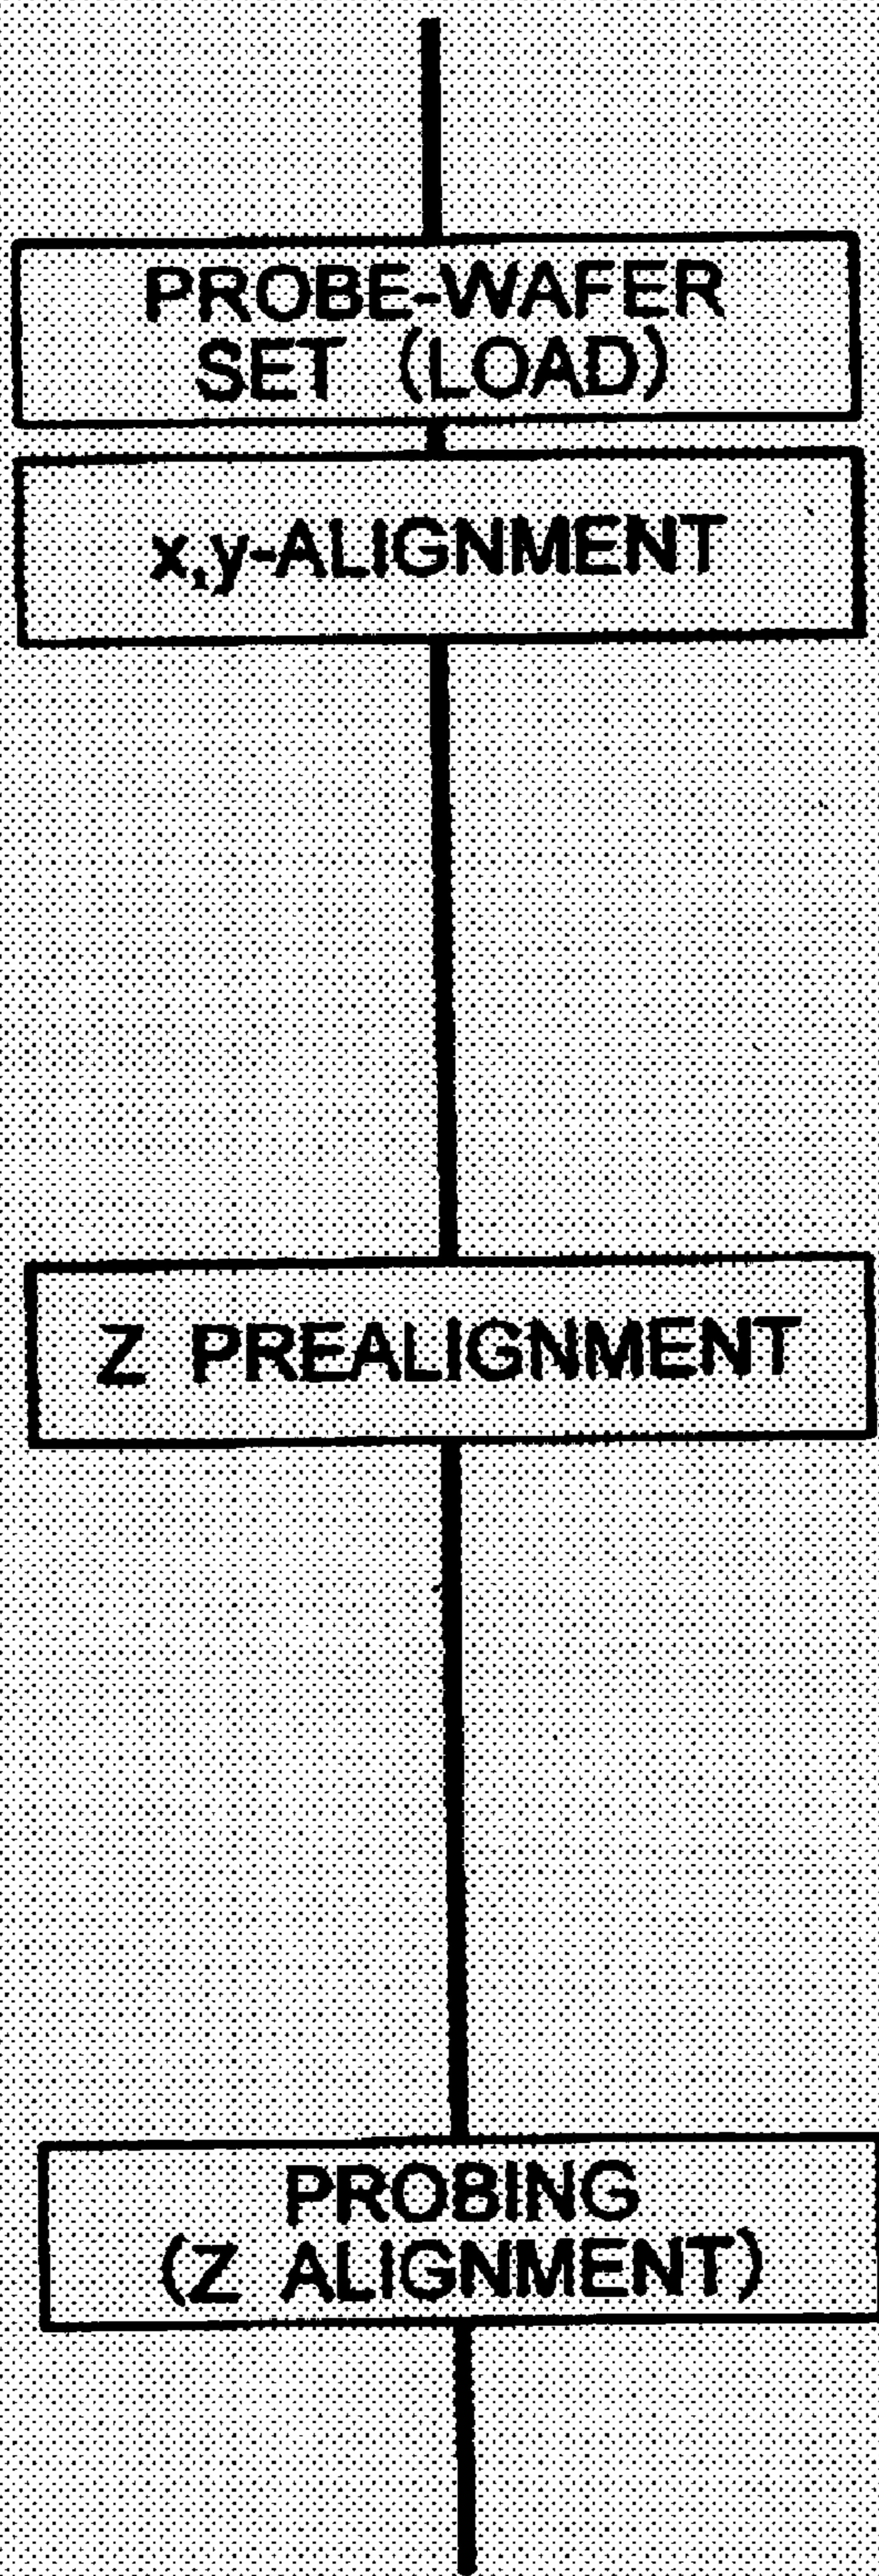 PROBE-WAFER
SET (LOAD)
x,y-ALIGNMENT
Z PREALIGNMENT
PROBING
(Z ALIGNMENT)